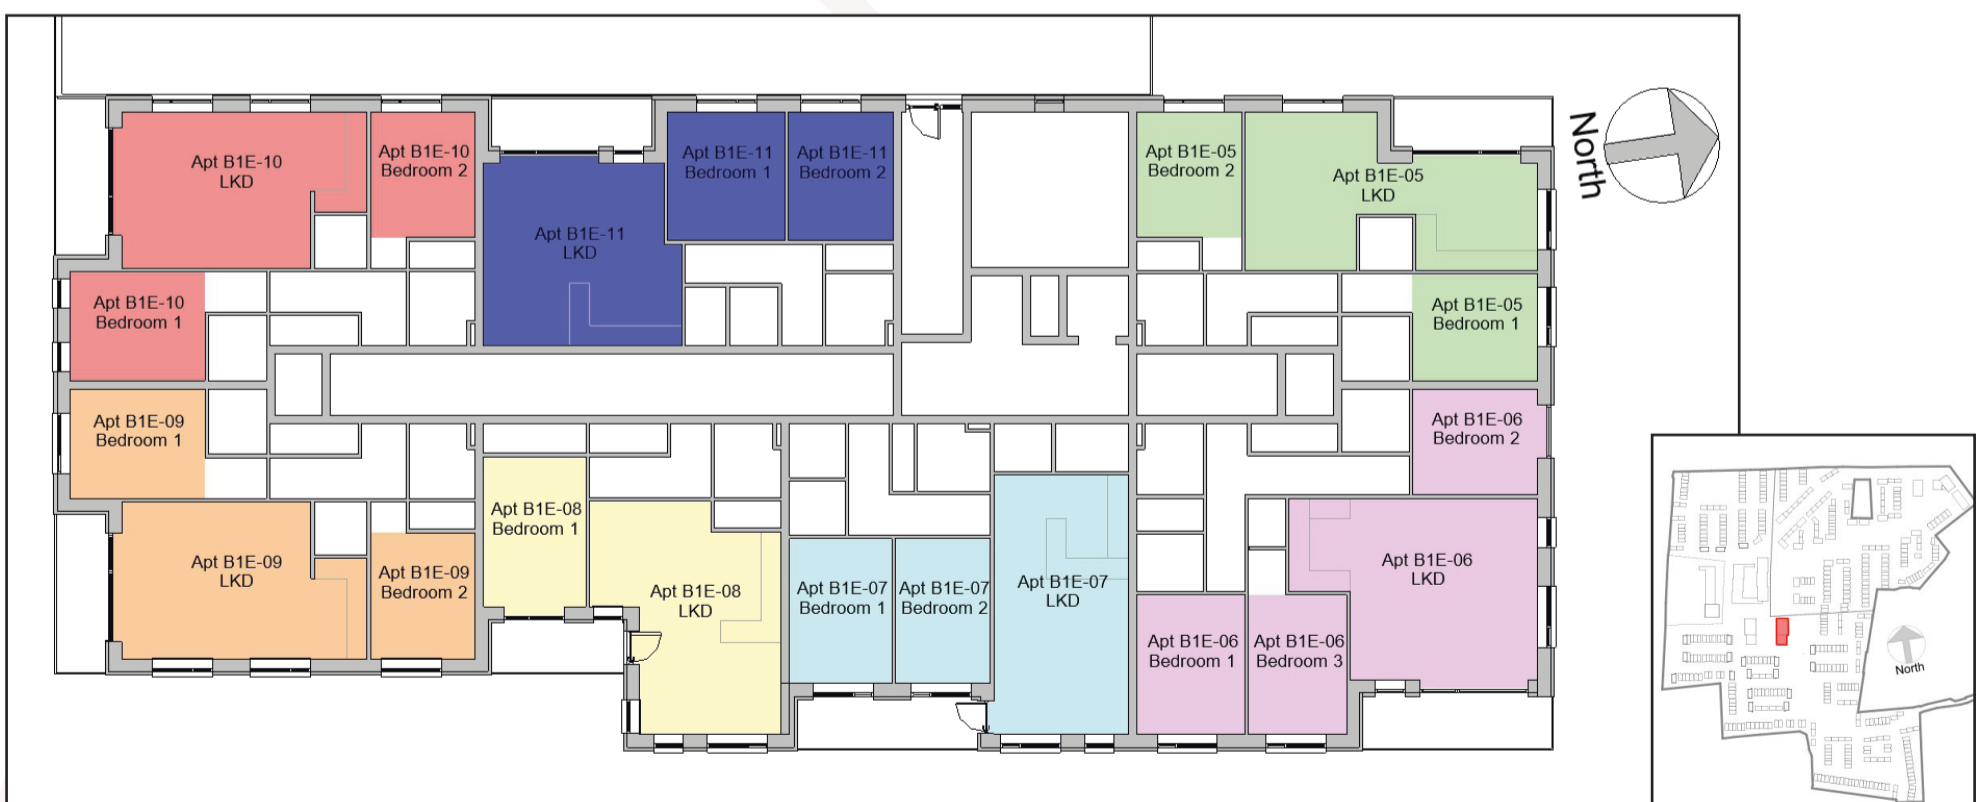 Apt B1E-10
LKD
Apt B1E-10
Bedroom 2
Apt B1E-11
LKD
Apt B1E-11
Bedroom 1
Apt B1E-11
Bedroom 2
Apt B1E-05
Bedroom 2
Apt B1E-05
LKD
North
Apt B1E-10
Bedroom 1
Apt B1E-05
Bedroom 1
Apt B1E-09
Bedroom 1
Apt B1E-06
Bedroom 2
Apt B1E-09
LKD
Apt B1E-09
Bedroom 2
Apt B1E-08
Bedroom 1
Apt B1E-08
LKD
Apt B1E-07
Bedroom 1
Apt B1E-07
Bedroom 2
Apt B1E-07
LKD
Apt B1E-06
LKD
Apt B1E-06
Bedroom 1
Apt B1E-06
Bedroom 3
North